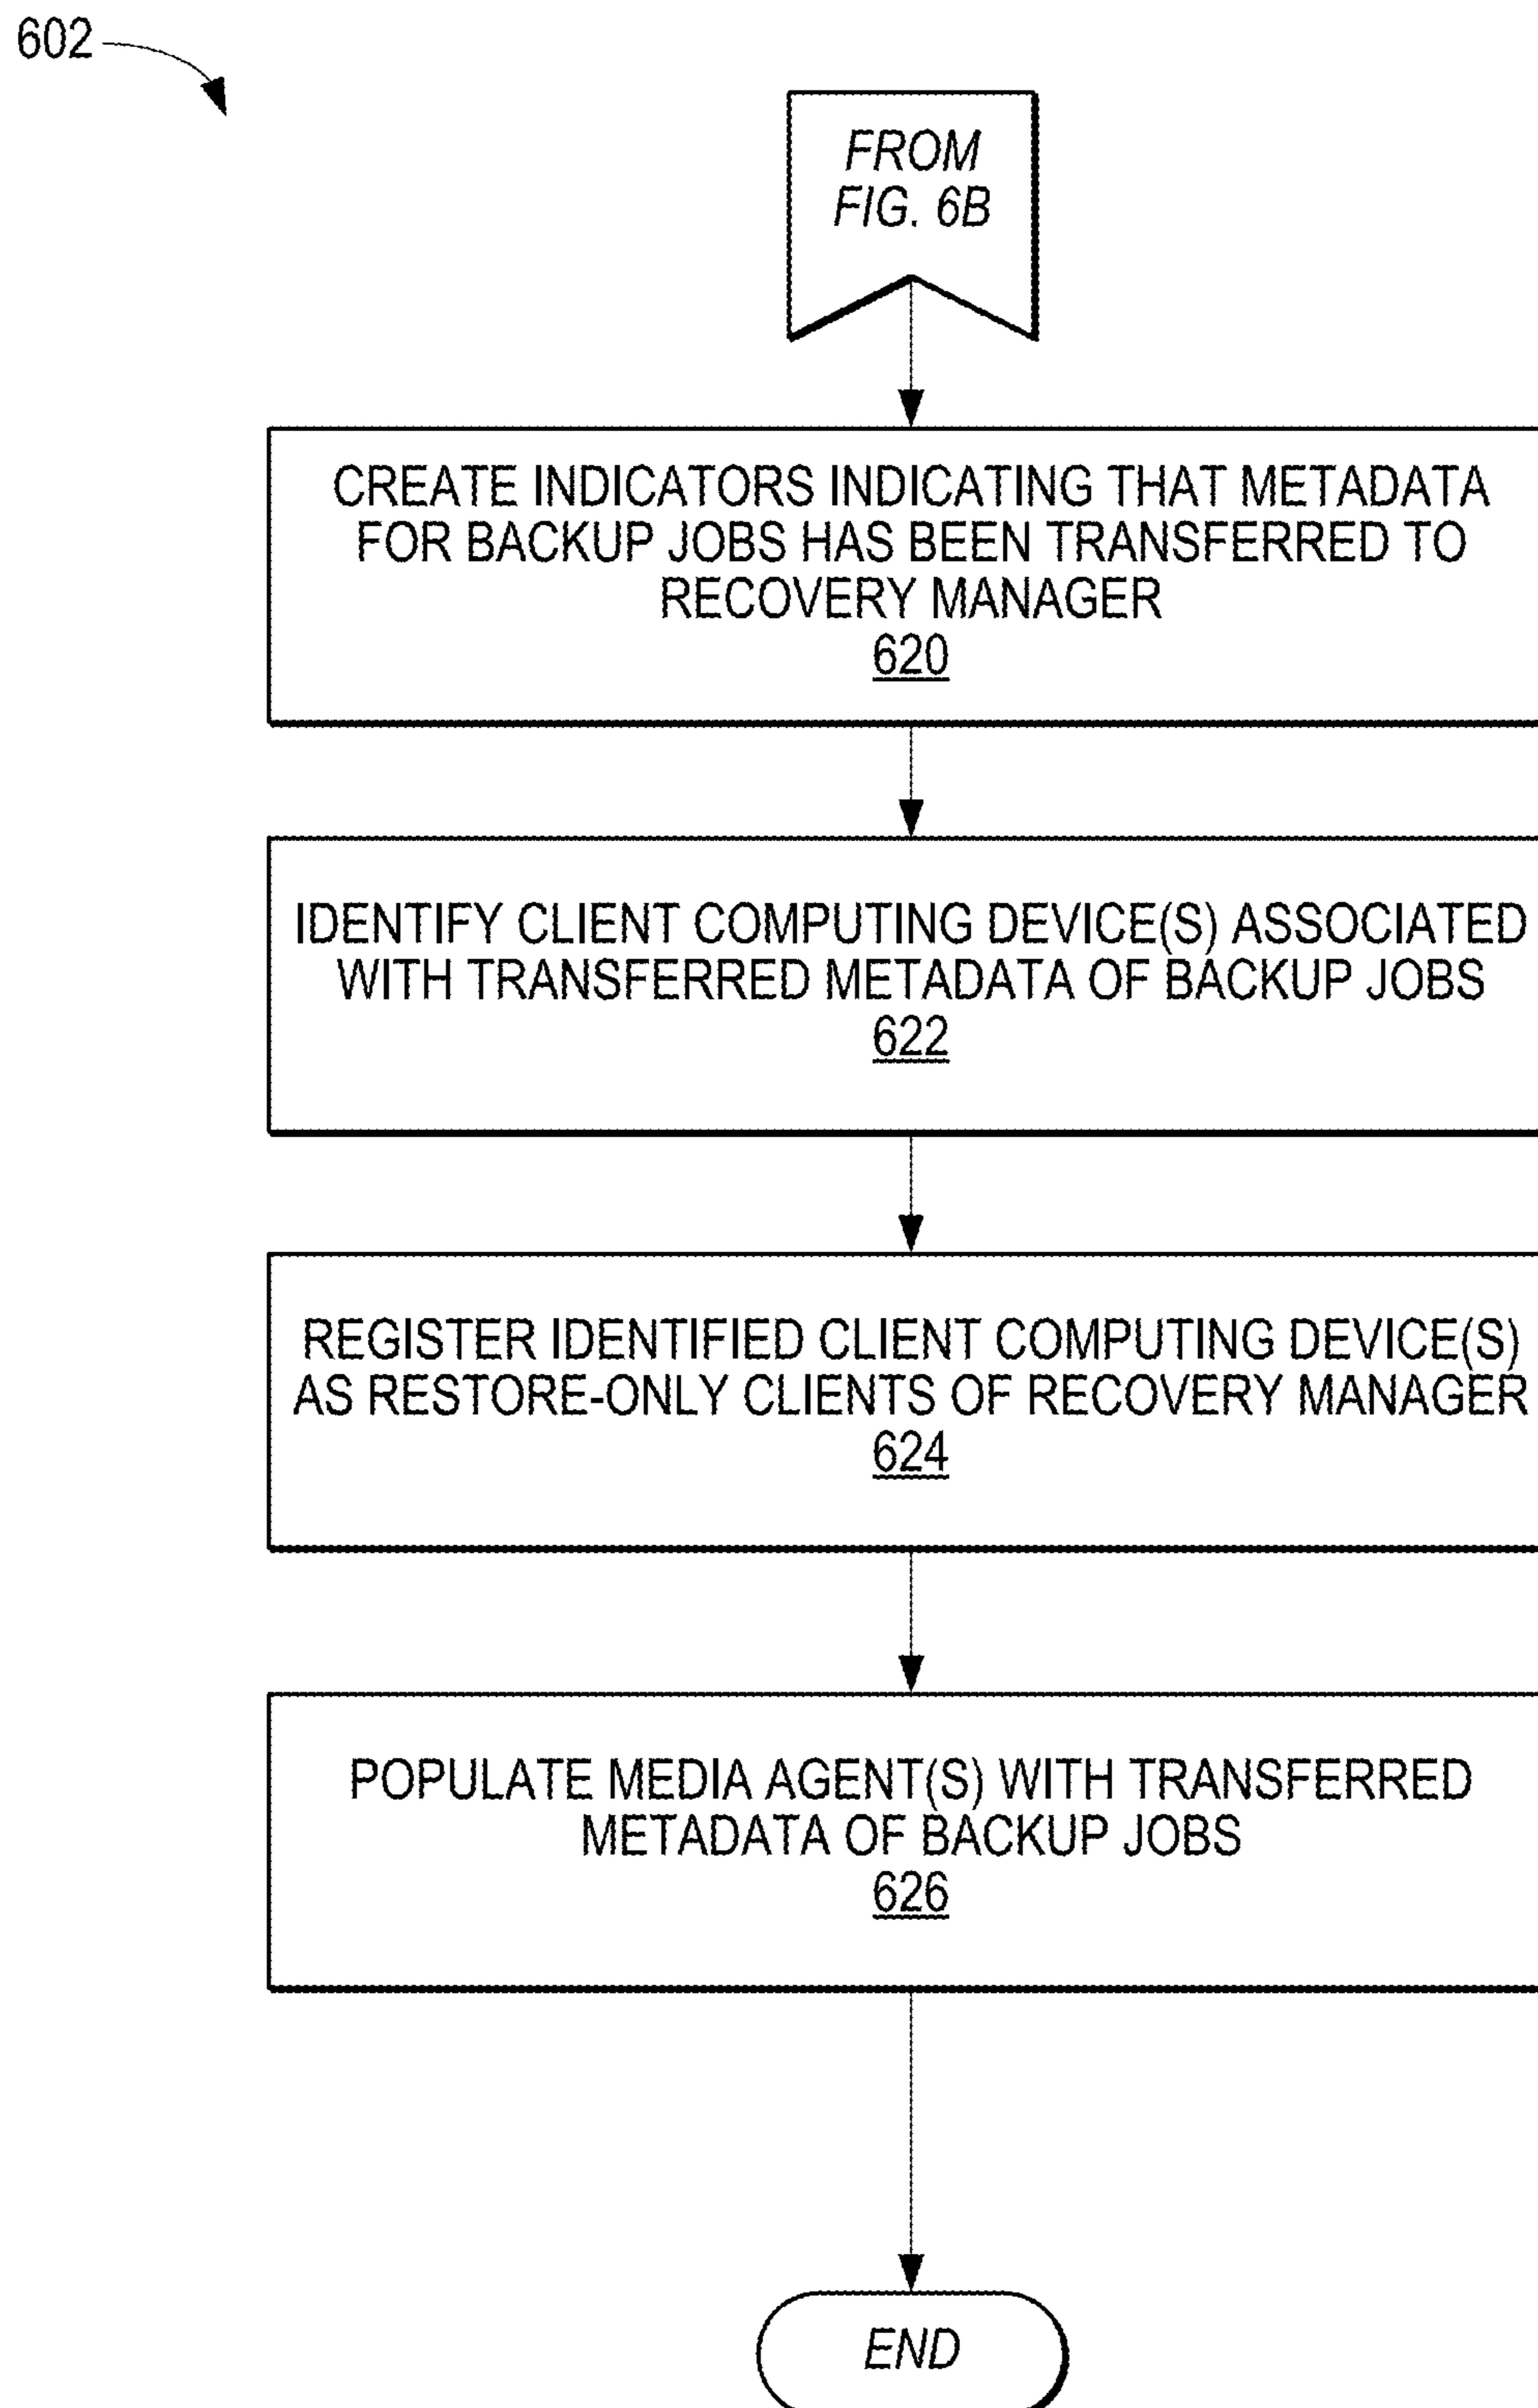 602
FROM
FIG. 6B
CREATE INDICATORS INDICATING THAT METADATA
FOR BACKUP JOBS HAS BEEN TRANSFERRED TO
RECOVERY MANAGER
620
IDENTIFY CLIENT COMPUTING DEVICE(S) ASSOCIATED
WITH TRANSFERRED METADATA OF BACKUP JOBS
622
REGISTER IDENTIFIED CLIENT COMPUTING DEVICE(S)
AS RESTORE-ONLY CLIENTS OF RECOVERY MANAGER
624
POPULATE MEDIA AGENT(S) WITH TRANSFERRED
METADATA OF BACKUP JOBS
626
END